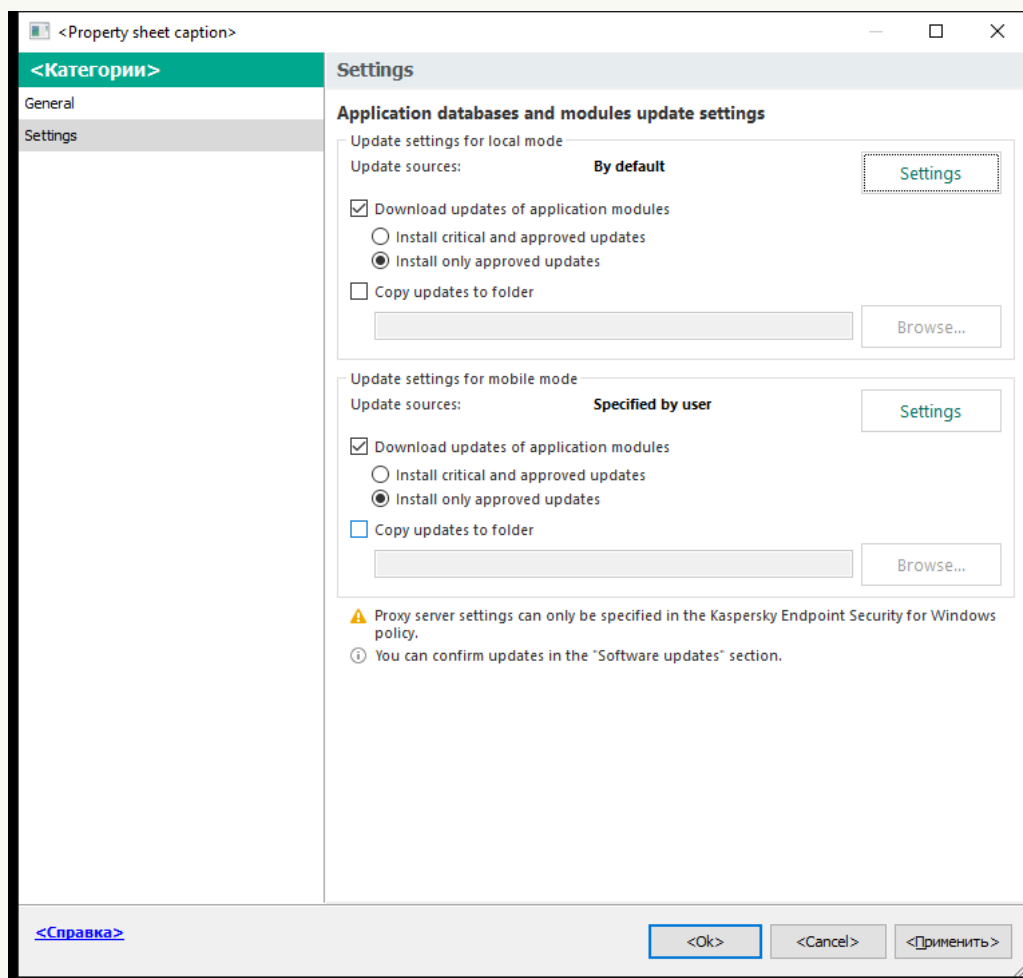 <Property sheet caption>
<Категории>
General
Settings
Settings
Application databases and modules update settings
Update settings for local mode
Update sources: By default Settings
Download updates of application modules
Install critical and approved updates
Install only approved updates
Copy updates to folder
Browse...
Update settings for mobile mode
Update sources: Specified by user Settings
Download updates of application modules
Install critical and approved updates
Install only approved updates
Copy updates to folder
Browse...
Proxy server settings can only be specified in the Kaspersky Endpoint Security for Windows
policy.
You can confirm updates in the "Software updates" section.
<Справка> <Ok> <Cancel> <Применить>